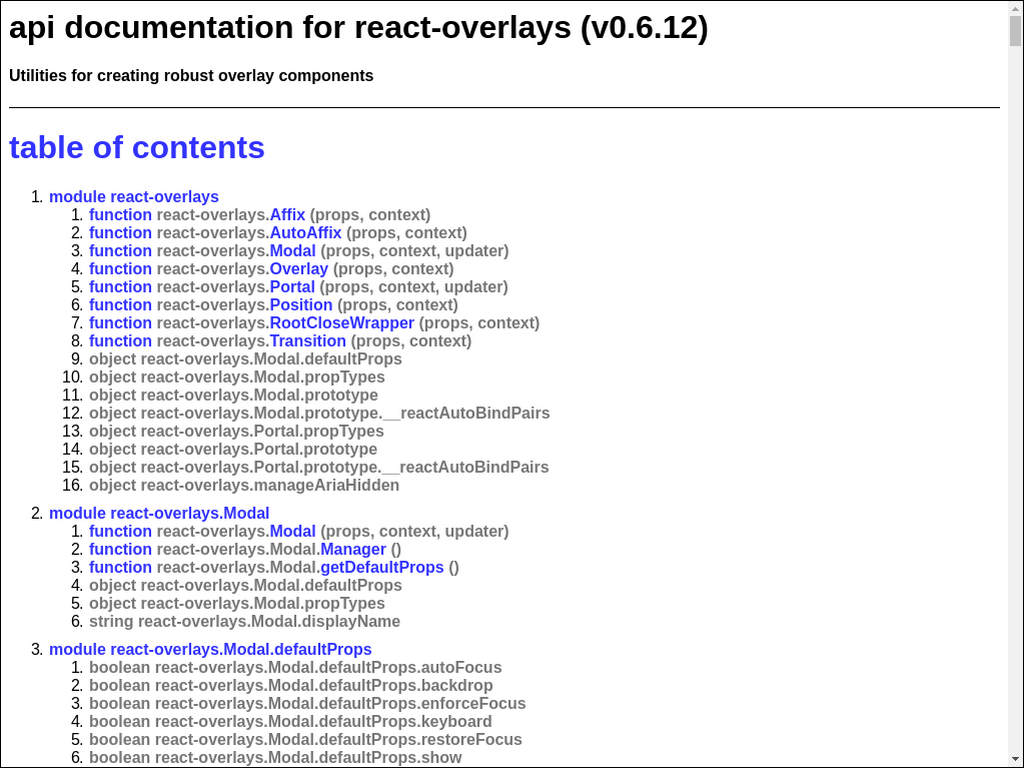 api documentation for react-overlays (v0.6.12)
Utilities for creating robust overlay components
table of contents
1. module react-overlays
1. function react-overlays.Affix (props, context)
2. function react-overlays.AutoAffix (props, context)
3. function react-overlays.Modal (props, context, updater)
4. function react-overlays.Overlay (props, context)
5. function react-overlays.Portal (props, context, updater)
6. function react-overlays.Position (props, context)
7. function react-overlays.RootCloseWrapper (props, context)
8. function react-overlays.Transition (props, context)
9. object react-overlays.Modal.defaultProps
10. object react-overlays.Modal.propTypes
11. object react-overlays.Modal.prototype
12. object react-overlays.Modal.prototype.__reactAutoBindPairs
13. object react-overlays.Portal.propTypes
14. object react-overlays.Portal.prototype
15. object react-overlays.Portal.prototype.__reactAutoBindPairs
16. object react-overlays.manageAriaHidden
2. module react-overlays.Modal
1. function react-overlays.Modal (props, context, updater)
2. function react-overlays.Modal.Manager ()
3. function react-overlays.Modal.getDefaultProps ()
4. object react-overlays.Modal.defaultProps
5. object react-overlays.Modal.propTypes
6. string react-overlays.Modal.displayName
3. module react-overlays.Modal.defaultProps
1. boolean react-overlays.Modal.defaultProps.autoFocus
2. boolean react-overlays.Modal.defaultProps.backdrop
3. boolean react-overlays.Modal.defaultProps.enforceFocus
4. boolean react-overlays.Modal.defaultProps.keyboard
5. boolean react-overlays.Modal.defaultProps.restoreFocus
6. boolean react-overlays.Modal.defaultProps.show